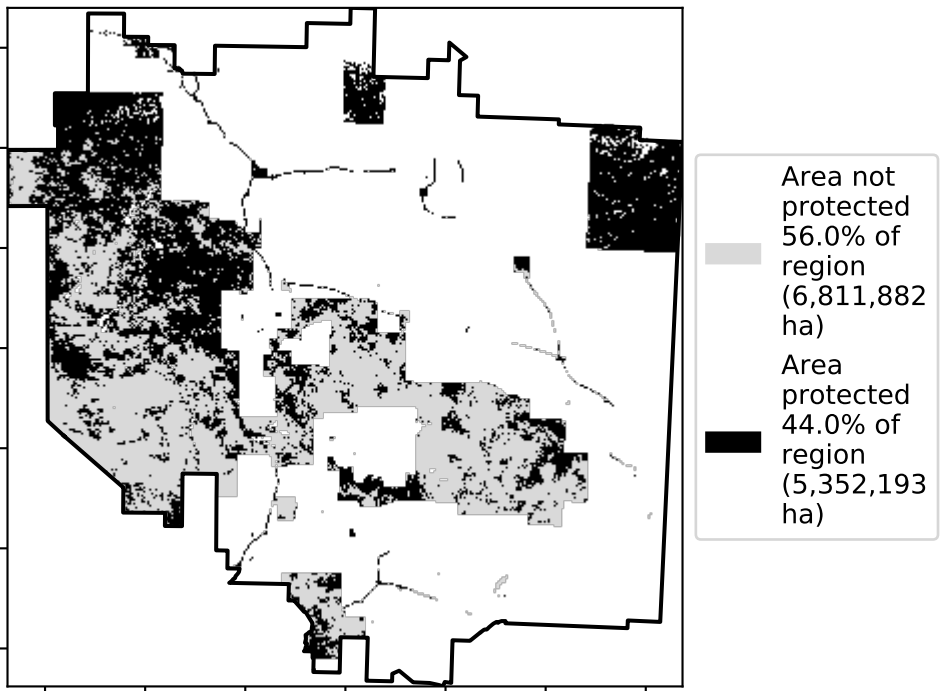 Area not
protected
56.0% of
region
(6,811,882
ha)
Area
protected
44.0% of
region
(5,352,193
ha)